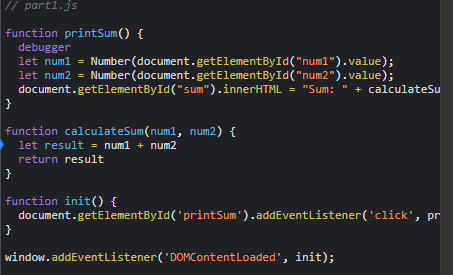 // part1.js
function printSum() {
debugger
let num1 = Number(document.getElementById("num1").value);
let num2 = Number(document.getElementById("num2").value);
document.getElementById("sum").innerHTML = "Sum: " + calculateSu
}
function calculateSum(num1, num2) {
let result = num1 + num2
return result
}
function init() {
document.getElementById('printSum').addEventListener('click', pr
}
window.addEventListener('DOMContentLoaded', init);